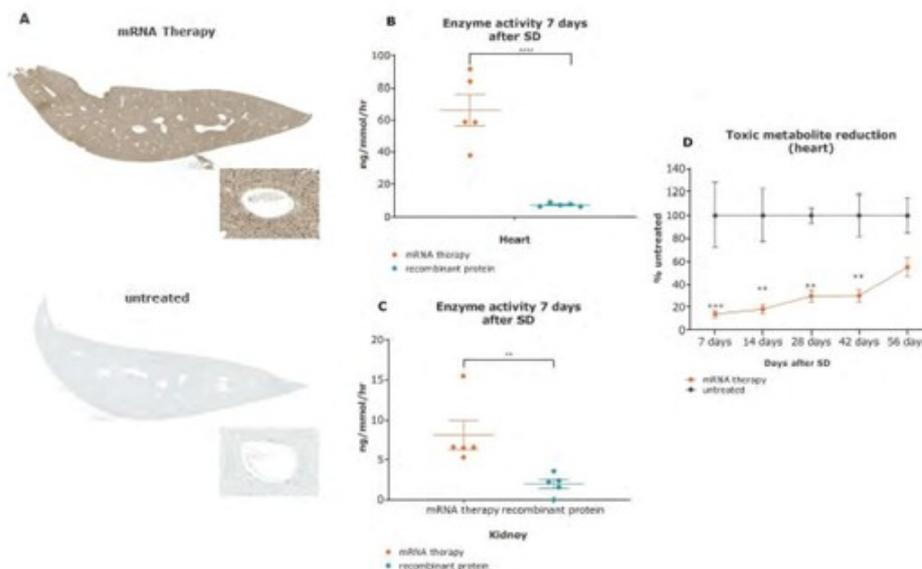 A
mRNA Therapy
untreated
B
Enzyme activity 7 days
after SD
****
ng/mmol/hr
100
80
60
40
20
0
Heart
mRNA therapy
recombinant protein
C
Enzyme activity 7 days
after SD
**
ng/mmol/hr
20
15
10
5
0
mRNA therapy recombinant protein
Kidney
mRNA therapy
recombinant protein
D
Toxic metabolite reduction
(heart)
% untreated
140
120
100
80
60
40
20
0
***
**
**
**
7 days 14 days 28 days 42 days 56 day
Days after SD
mRNA therapy
untreated